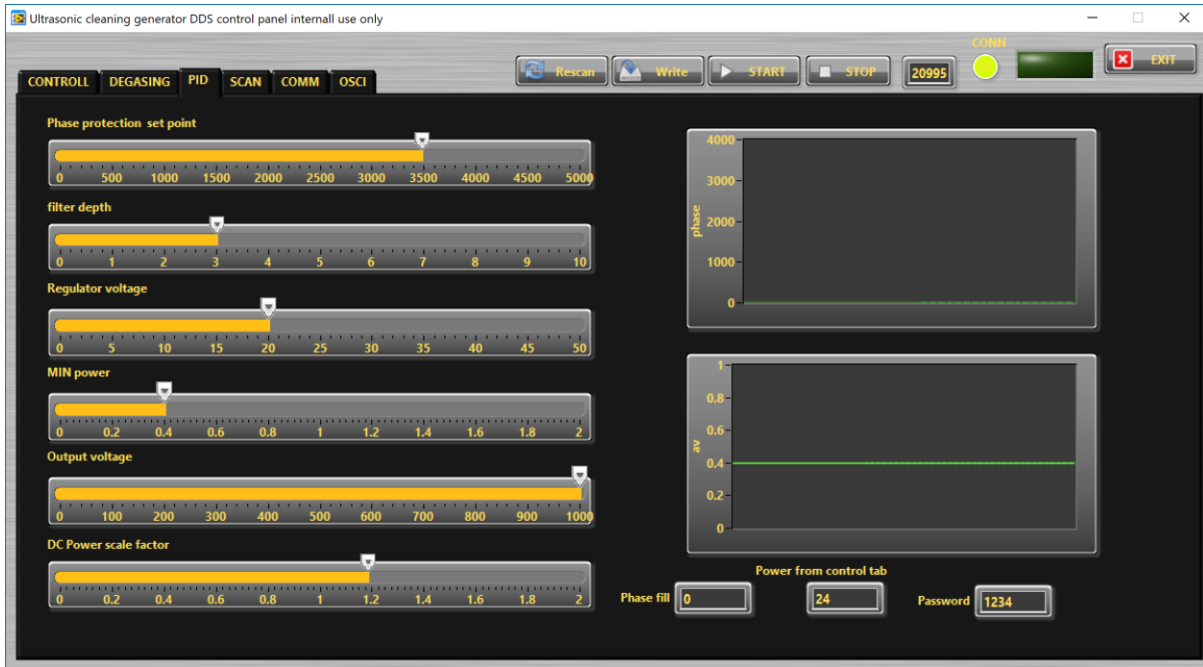 Ultrasonic cleaning generator DDS control panel internall use only
CONN
Rescan Write START STOP 20995 EXIT
CONTROLL DEGASING PID SCAN COMM OSCI
Phase protection set point
0 500 1000 1500 2000 2500 3000 3500 4000 4500 5000
filter depth
0 1 2 3 4 5 6 7 8 9 10
Regulator voltage
0 5 10 15 20 25 30 35 40 45 50
MIN power
0 0.2 0.4 0.6 0.8 1 1.2 1.4 1.6 1.8 2
Output voltage
0 100 200 300 400 500 600 700 800 900 1000
DC Power scale factor
0 0.2 0.4 0.6 0.8 1 1.2 1.4 1.6 1.8 2
4000
3000
phase
2000
1000
0
1
0.8
0.6
av
0.4
0.2
0
Power from control tab
Phase fill 0 24 Password 1234